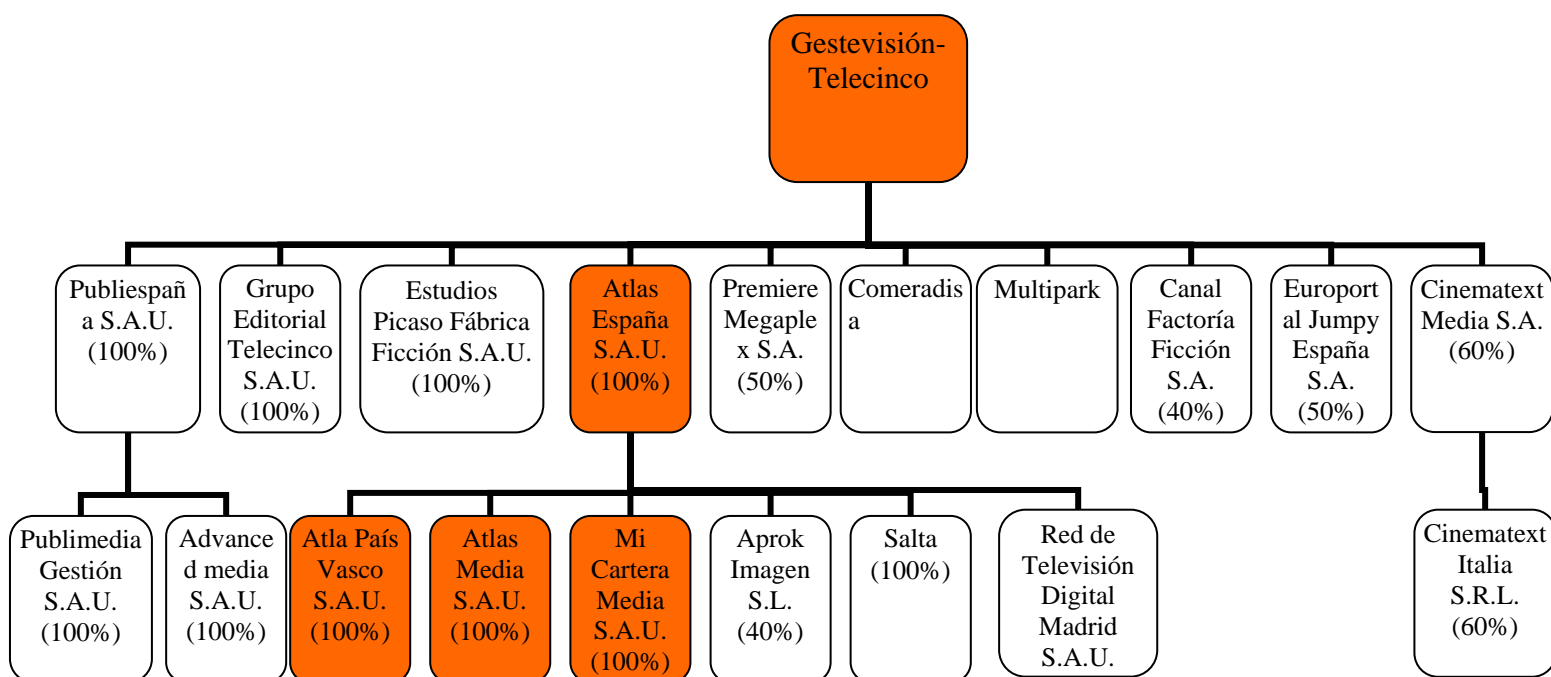 Gestevisión-
Telecinco
Publiespañ
a S.A.U.
(100%)
Grupo
Editorial
Telecinco
S.A.U.
(100%)
Estudios
Picaso Fábrica
Ficción S.A.U.
(100%)
Atlas
España
S.A.U.
(100%)
Premiere
Megaple
x S.A.
(50%)
Comeradis
a
Multipark
Canal
Factoría
Ficción
S.A.
(40%)
Europort
al Jumpy
España
S.A.
(50%)
Cinematext
Media S.A.
(60%)
Publimedia
Gestión
S.A.U.
(100%)
Advance
d media
S.A.U.
(100%)
Atla País
Vasco
S.A.U.
(100%)
Atlas
Media
S.A.U.
(100%)
Mi
Cartera
Media
S.A.U.
(100%)
Aprok
Imagen
S.L.
(40%)
Salta
(100%)
Red de
Televisión
Digital
Madrid
S.A.U.
Cinematext
Italia
S.R.L.
(60%)